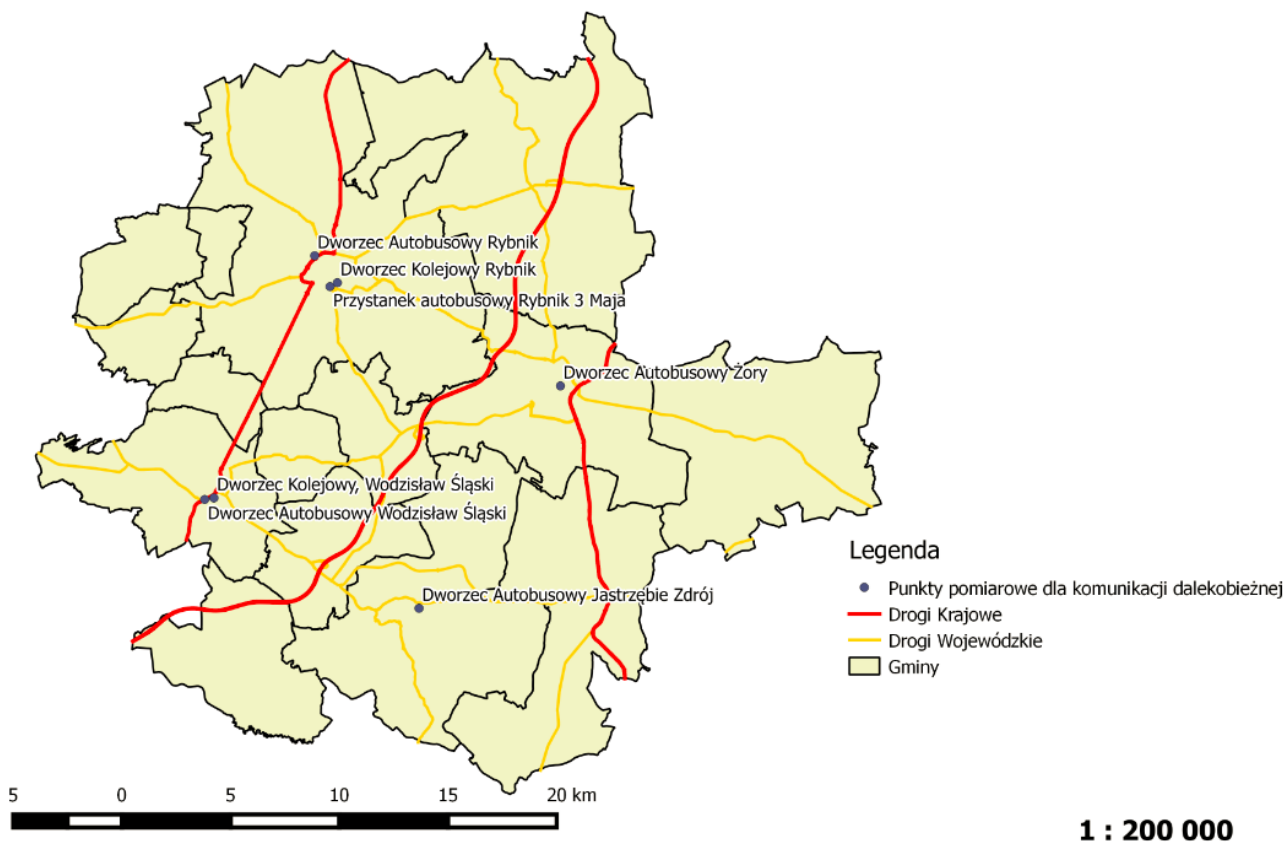 Dworzec Autobusowy Rybnik
Dworzec Kolejowy Rybnik
Przystanek autobusowy Rybnik 3 Maja
Dworzec Autobusowy Żory
Dworzec Kolejowy, Wodzisław Śląski
Dworzec Autobusowy Wodzisław Śląski
Dworzec Autobusowy Jastrzębie Zdrój
Legenda
Punkty pomiarowe dla komunikacji dalekobieżnej
Drogi Krajowe
Drogi Wojewódzkie
Gminy
5 0 5 10 15 20 km
1 : 200 000